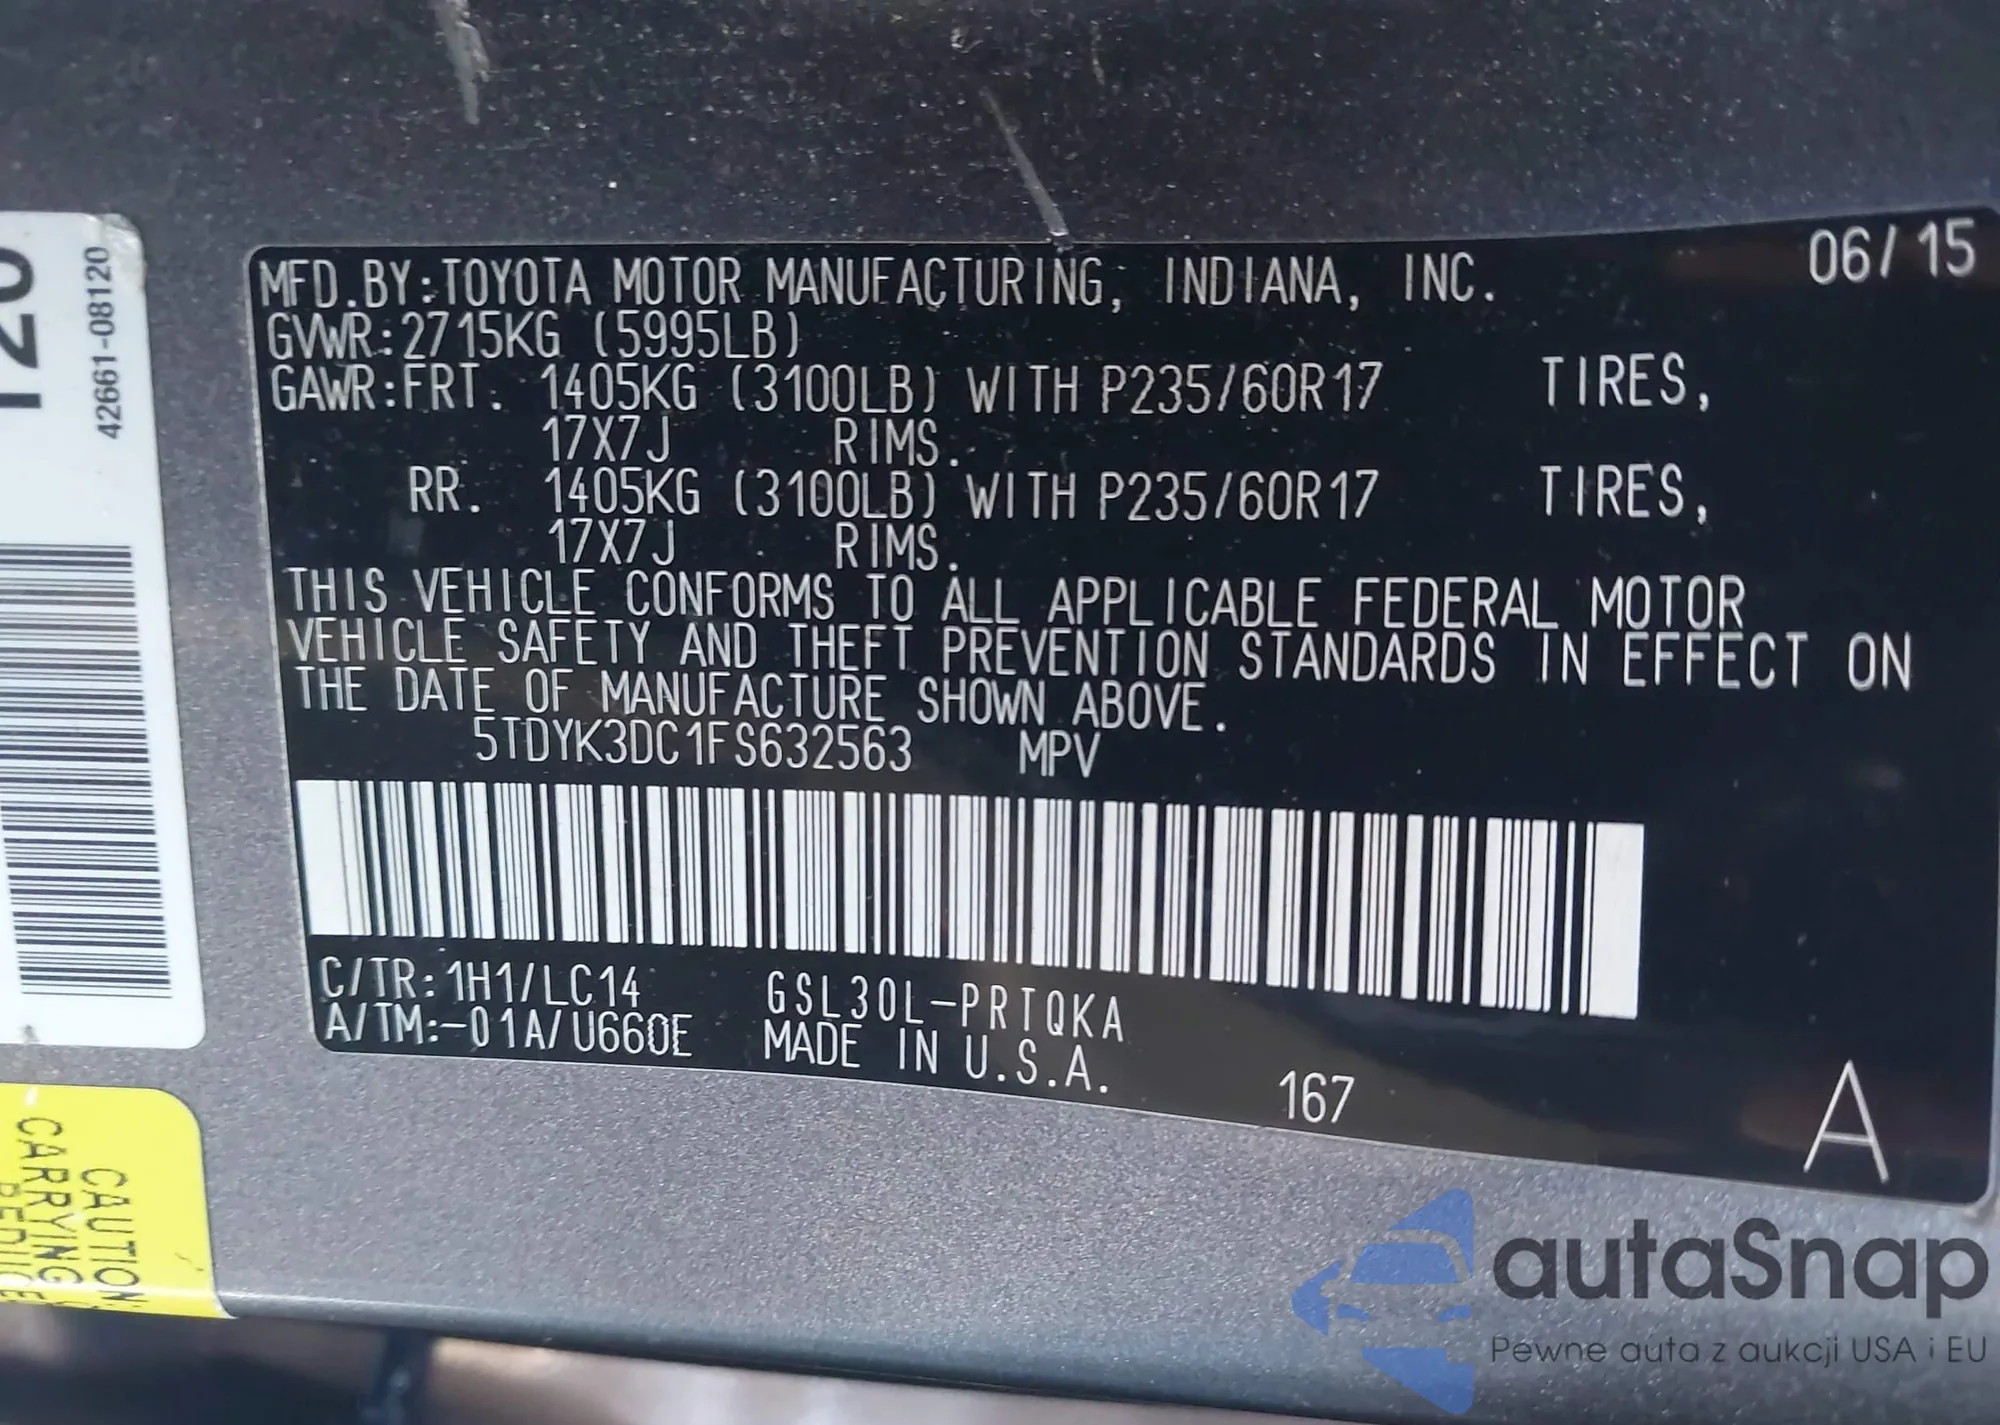 MFD.BY:TOYOTA MOTOR MANUFACTURING, INDIANA, INC. 06/15
GVWR:2715KG (5995LB)
GAWR:FRT. 1405KG (3100LB) WITH P235/60R17 TIRES,
17X7J RIMS.
RR. 1405KG (3100LB) WITH P235/60R17 TIRES,
17X7J RIMS.
THIS VEHICLE CONFORMS TO ALL APPLICABLE FEDERAL MOTOR
VEHICLE SAFETY AND THEFT PREVENTION STANDARDS IN EFFECT ON
THE DATE OF MANUFACTURE SHOWN ABOVE.
5TDYK3DC1FS632563 MPV
C/TR:1H1/LC14 GSL30L-PRTQKA
A/TM:-01A/U660E MADE IN U.S.A.
167
A
120
42661-08120
CAUTION:
CARRYING
autaSnap
Pewne auta z aukcji USA i EU